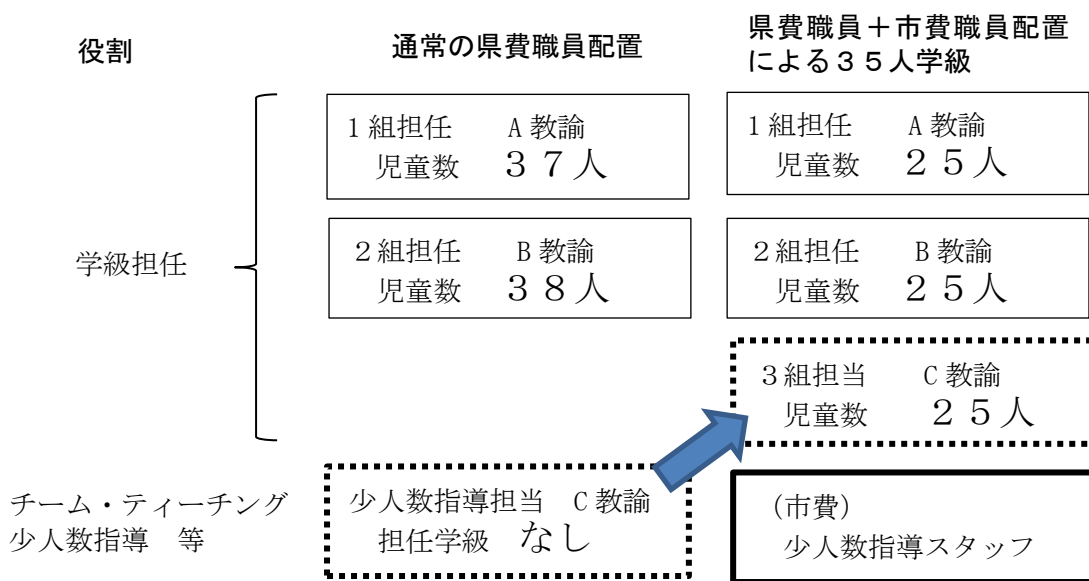 役割
通常の県費職員配置
県費職員＋市費職員配置
による３５人学級
学級担任
１組担任　A教諭
児童数　３７人
１組担任　A教諭
児童数　２５人
２組担任　B教諭
児童数　３８人
２組担任　B教諭
児童数　２５人
３組担当　C教諭
児童数　２５人
チーム・ティーチング
少人数指導　等
少人数指導担当　C教諭
担任学級　なし
（市費）
少人数指導スタッフ